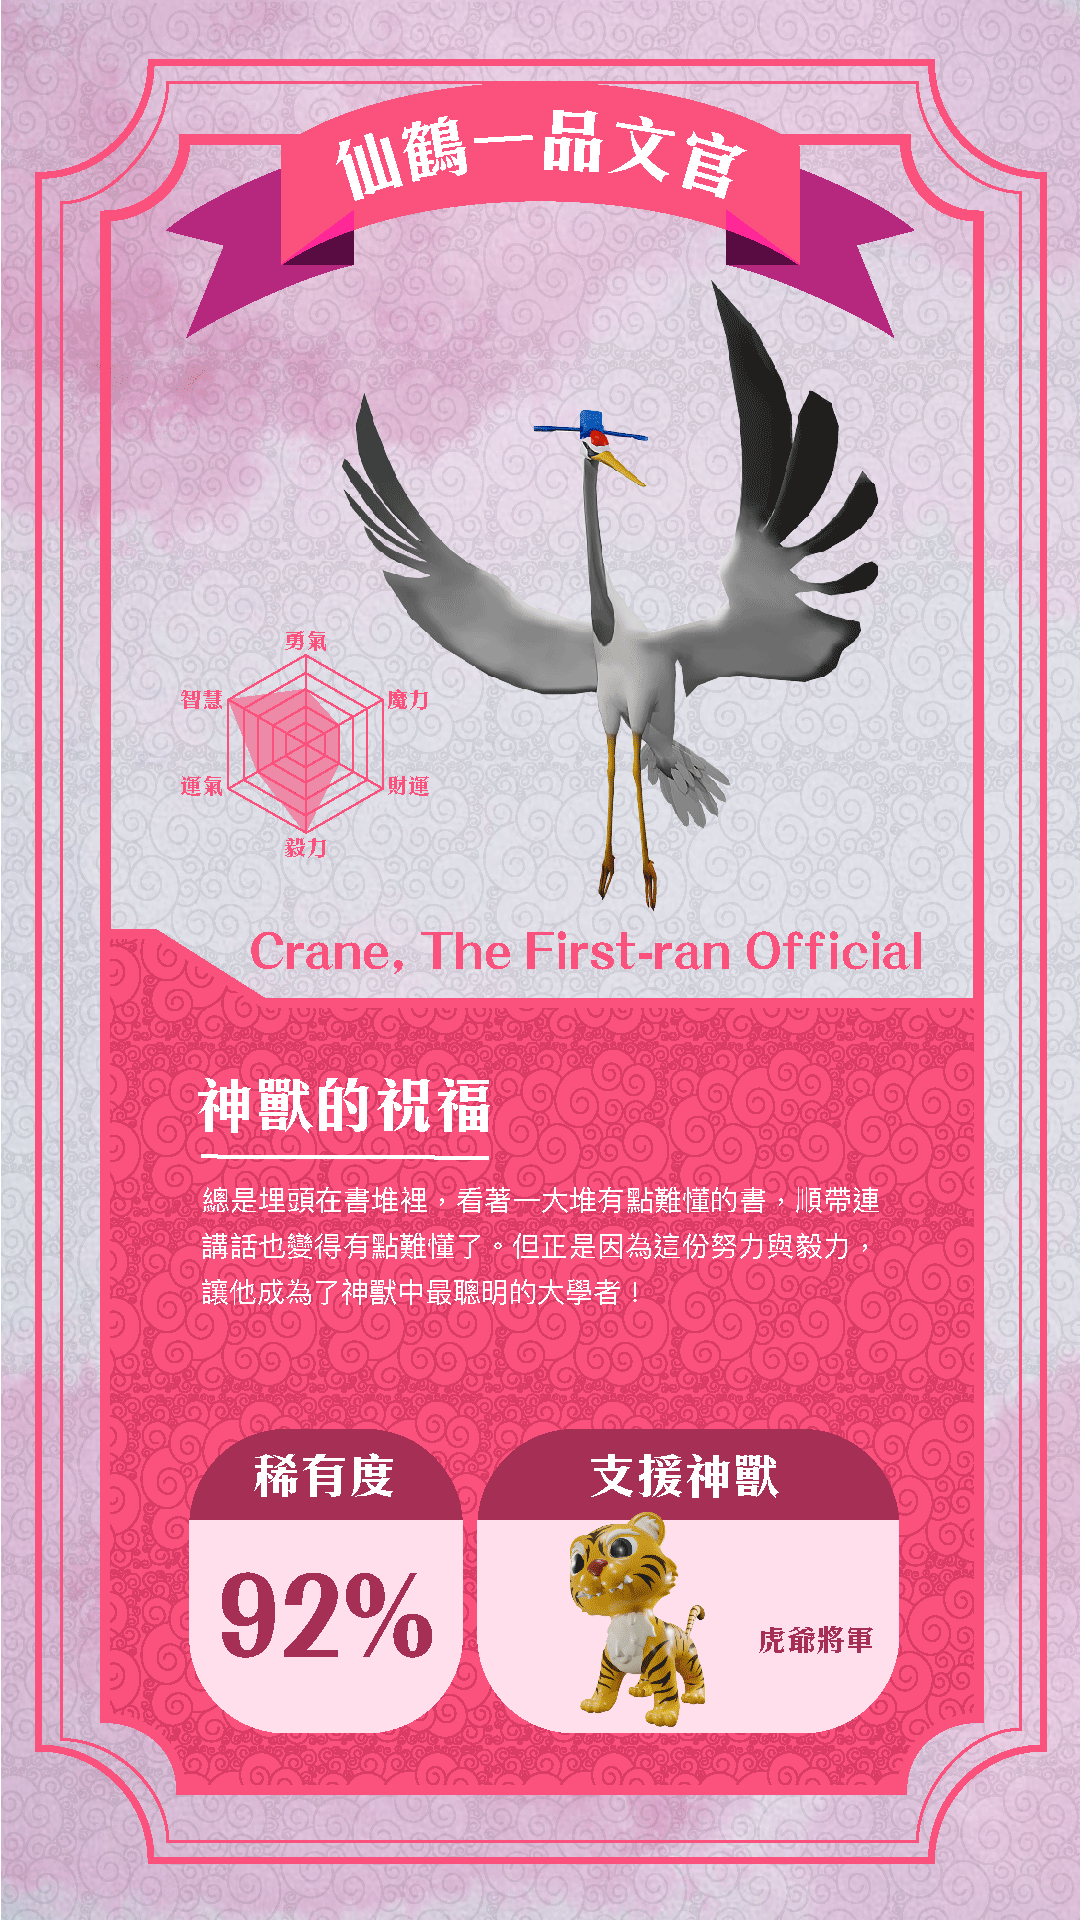 仙鶴一品文官
勇氣
智慧
魔力
運氣
財運
毅力
Crane, The First-ran Official
神獸的祝福
總是埋頭在書堆裡，看著一大堆有點難懂的書，順帶連
講話也變得有點難懂了。但正是因為這份努力與毅力，
讓他成為了神獸中最聰明的大學者！
稀有度
支援神獸
92%
虎爺將軍